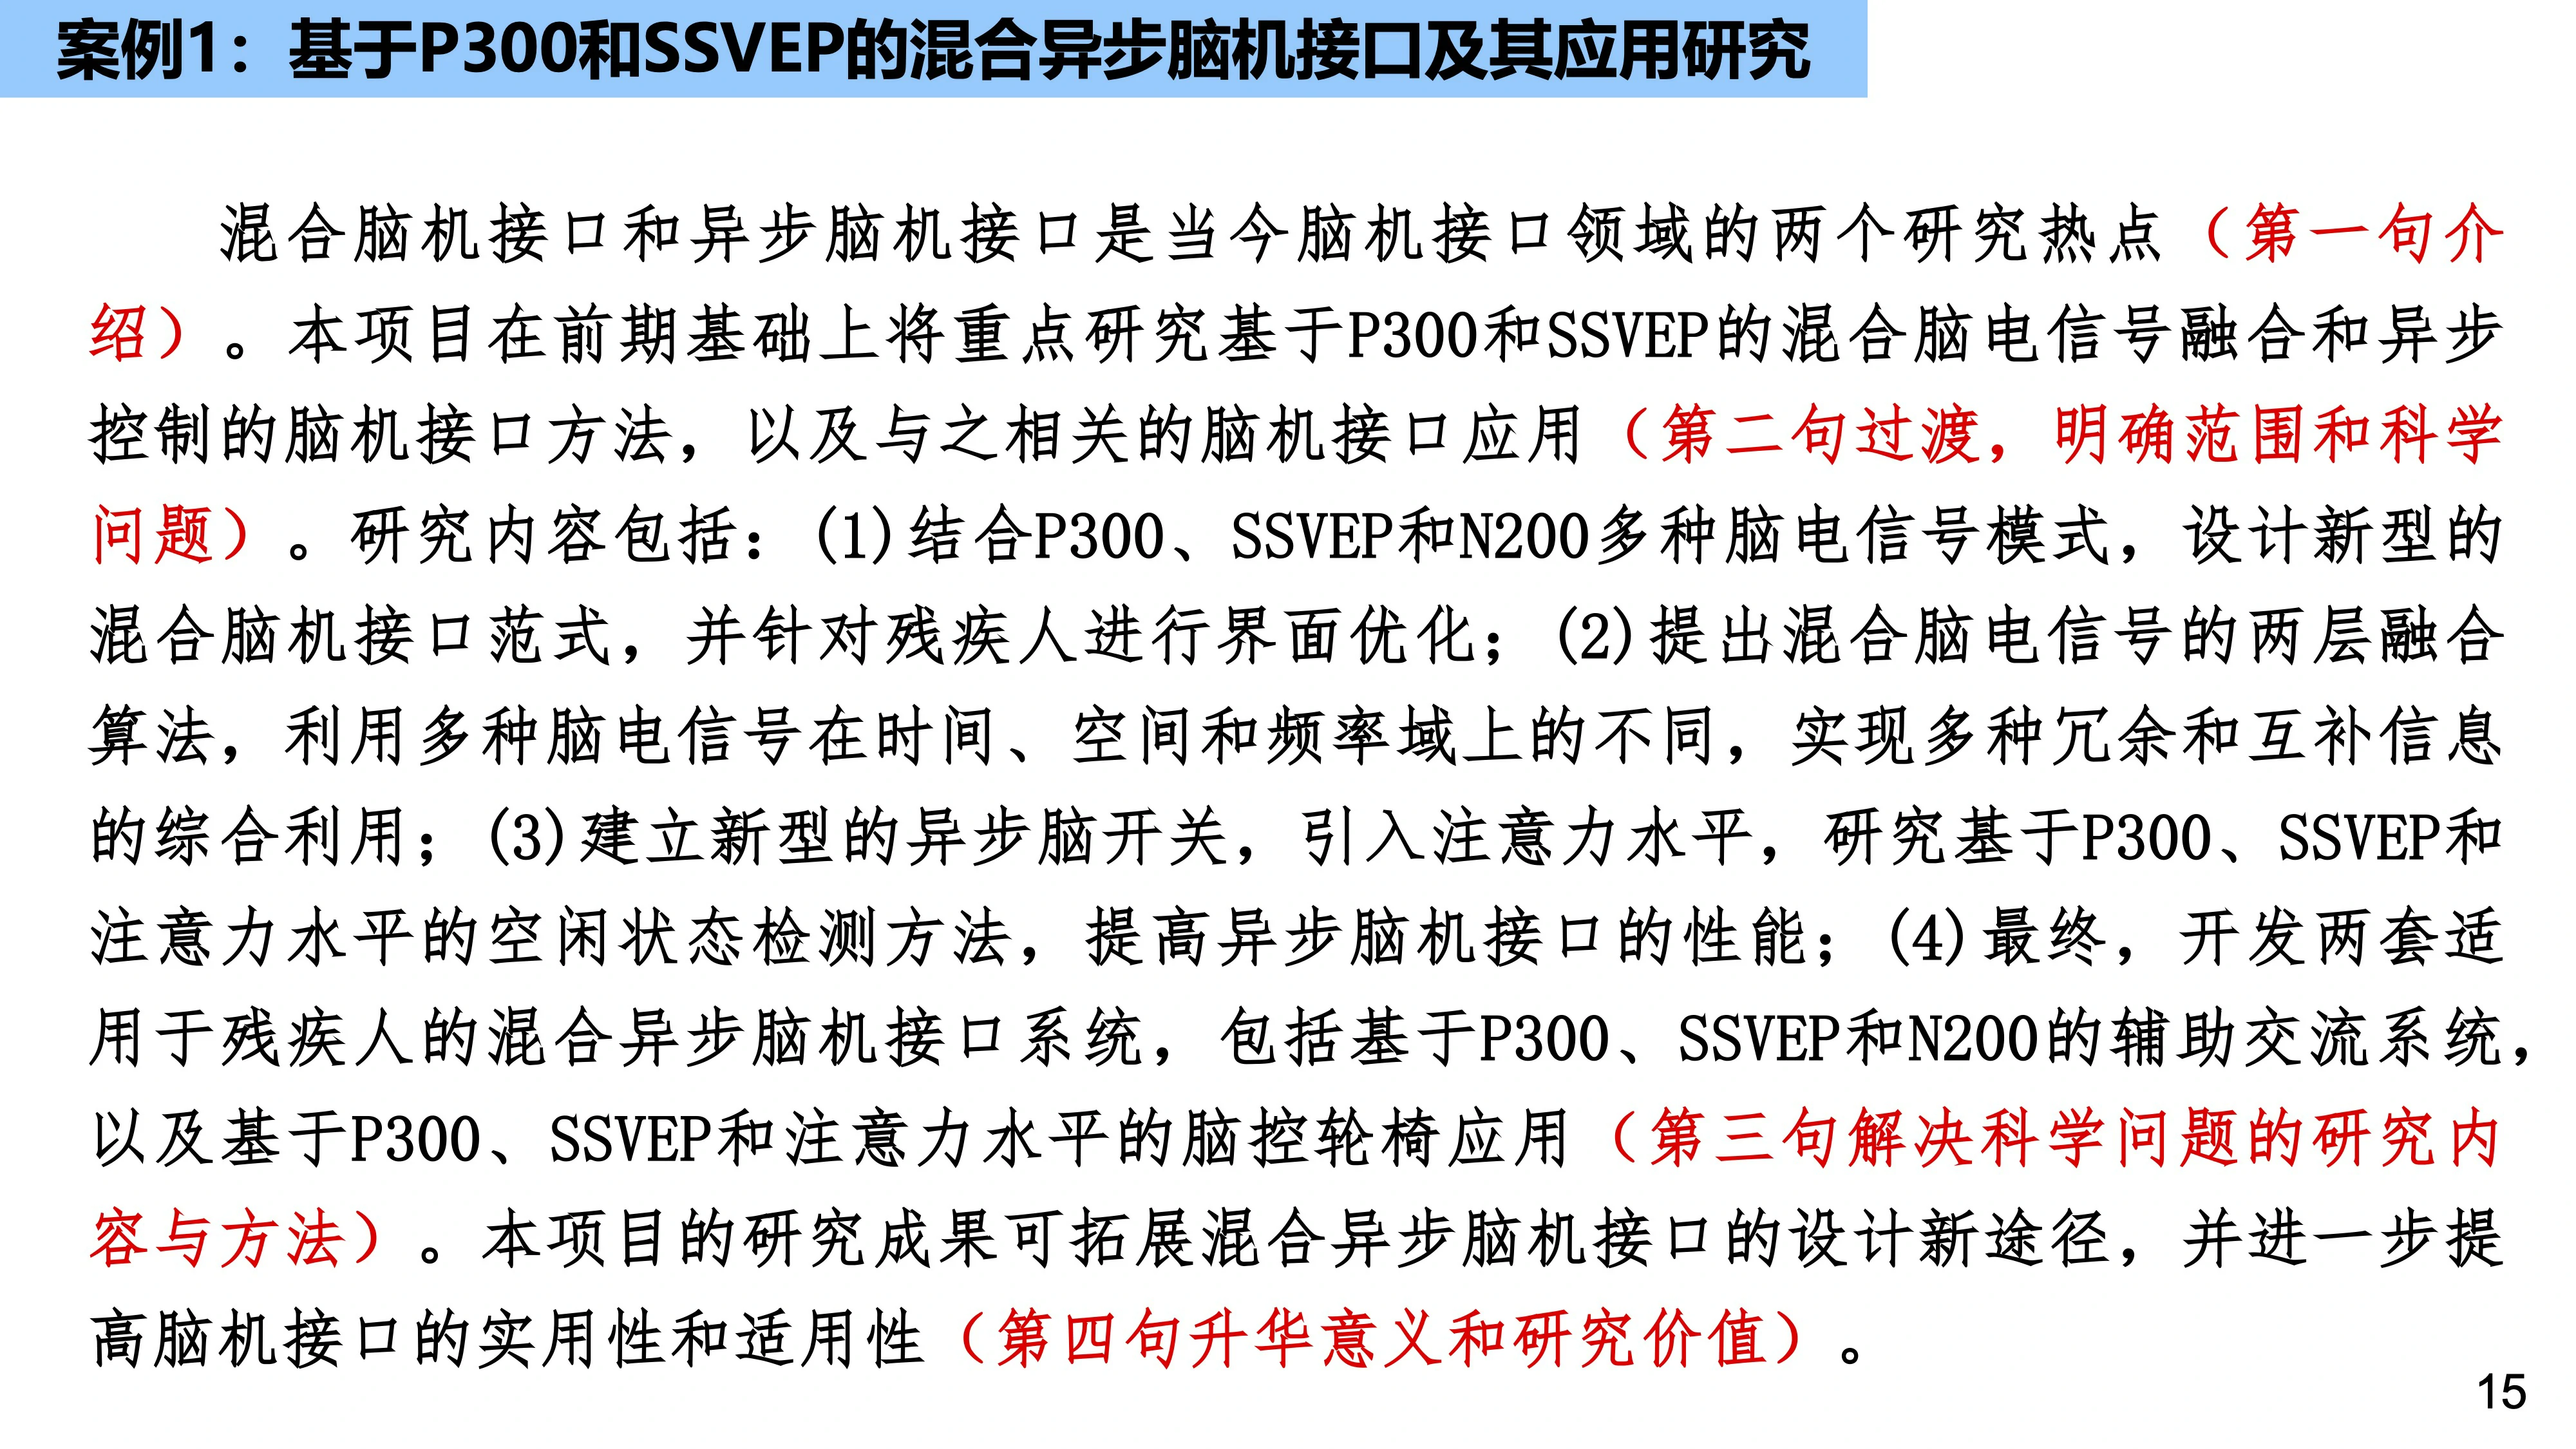 案例1：基于P300和SSVEP的混合异步脑机接口及其应用研究
混合脑机接口和异步脑机接口是当今脑机接口领域的两个研究热点（第一句介
绍）。本项目在前期基础上将重点研究基于P300和SSVEP的混合脑电信号融合和异步
控制的脑机接口方法，以及与之相关的脑机接口应用（第二句过渡，明确范围和科学
问题）。研究内容包括：(1)结合P300、SSVEP和N200多种脑电信号模式，设计新型的
混合脑机接口范式，并针对残疾人进行界面优化；(2)提出混合脑电信号的两层融合
算法，利用多种脑电信号在时间、空间和频率域上的不同，实现多种冗余和互补信息
的综合利用；(3)建立新型的异步脑开关，引入注意力水平，研究基于P300、SSVEP和
注意力水平的空闲状态检测方法，提高异步脑机接口的性能；(4)最终，开发两套适
用于残疾人的混合异步脑机接口系统，包括基于P300、SSVEP和N200的辅助交流系统，
以及基于P300、SSVEP和注意力水平的脑控轮椅应用（第三句解决科学问题的研究内
容与方法）。本项目的研究成果可拓展混合异步脑机接口的设计新途径，并进一步提
高脑机接口的实用性和适用性（第四句升华意义和研究价值）。
15